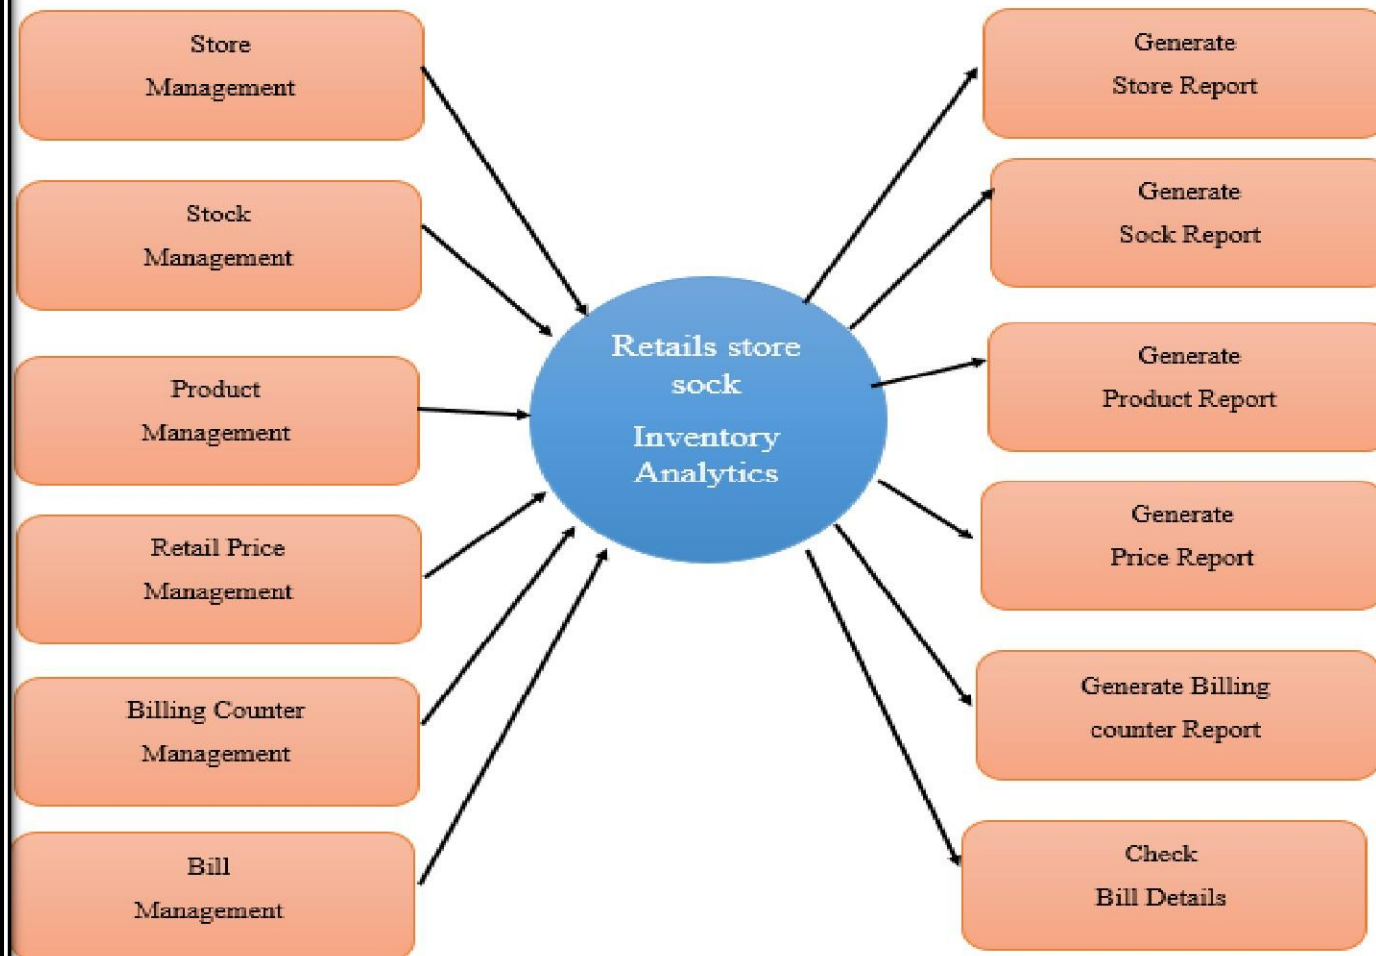 Store
Management
Stock
Management
Product
Management
Retail Price
Management
Billing Counter
Management
Bill
Management
Retails store
sock
Inventory
Analytics
Generate
Store Report
Generate
Sock Report
Generate
Product Report
Generate
Price Report
Generate Billing
counter Report
Check
Bill Details